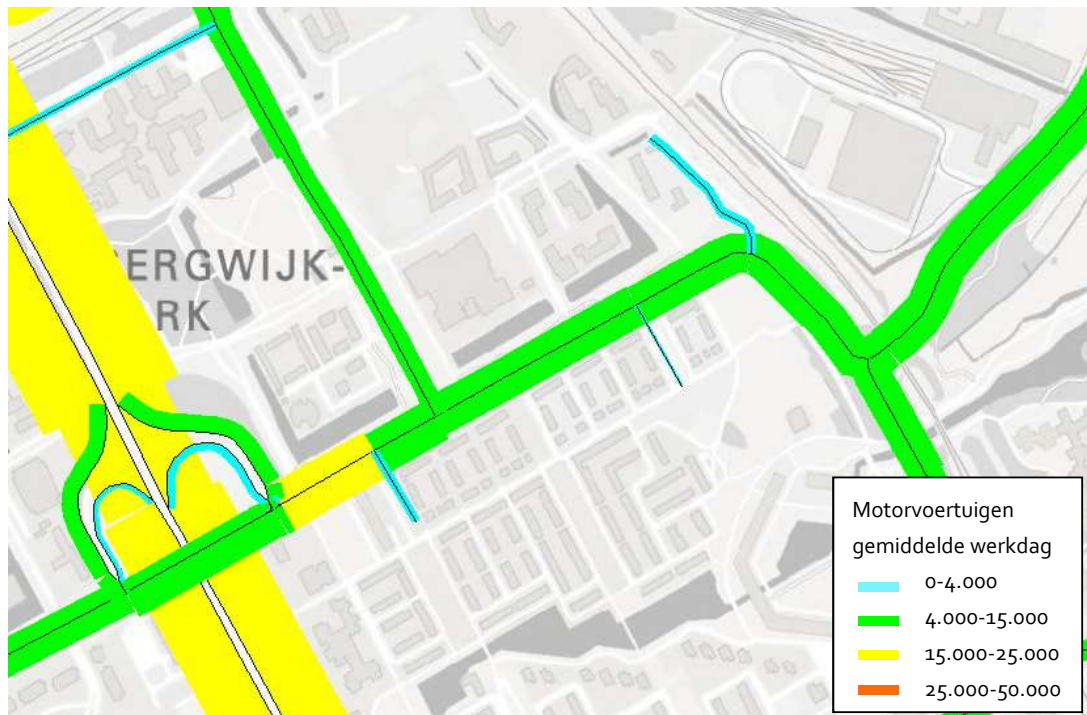 ERGWIJK-
RK
Motorvoertuigen
gemiddelde werkdag
0-4.000
4.000-15.000
15.000-25.000
25.000-50.000